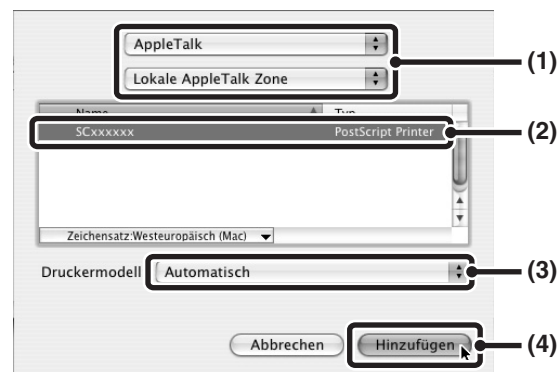 AppleTalk
(1)
Lokale AppleTalk Zone
Name Typ
SCxxxxxx PostScript Printer (2)
Zeichensatz:Westeuropäisch (Mac)
Druckermodell Automatisch (3)
Abbrechen Hinzufügen (4)